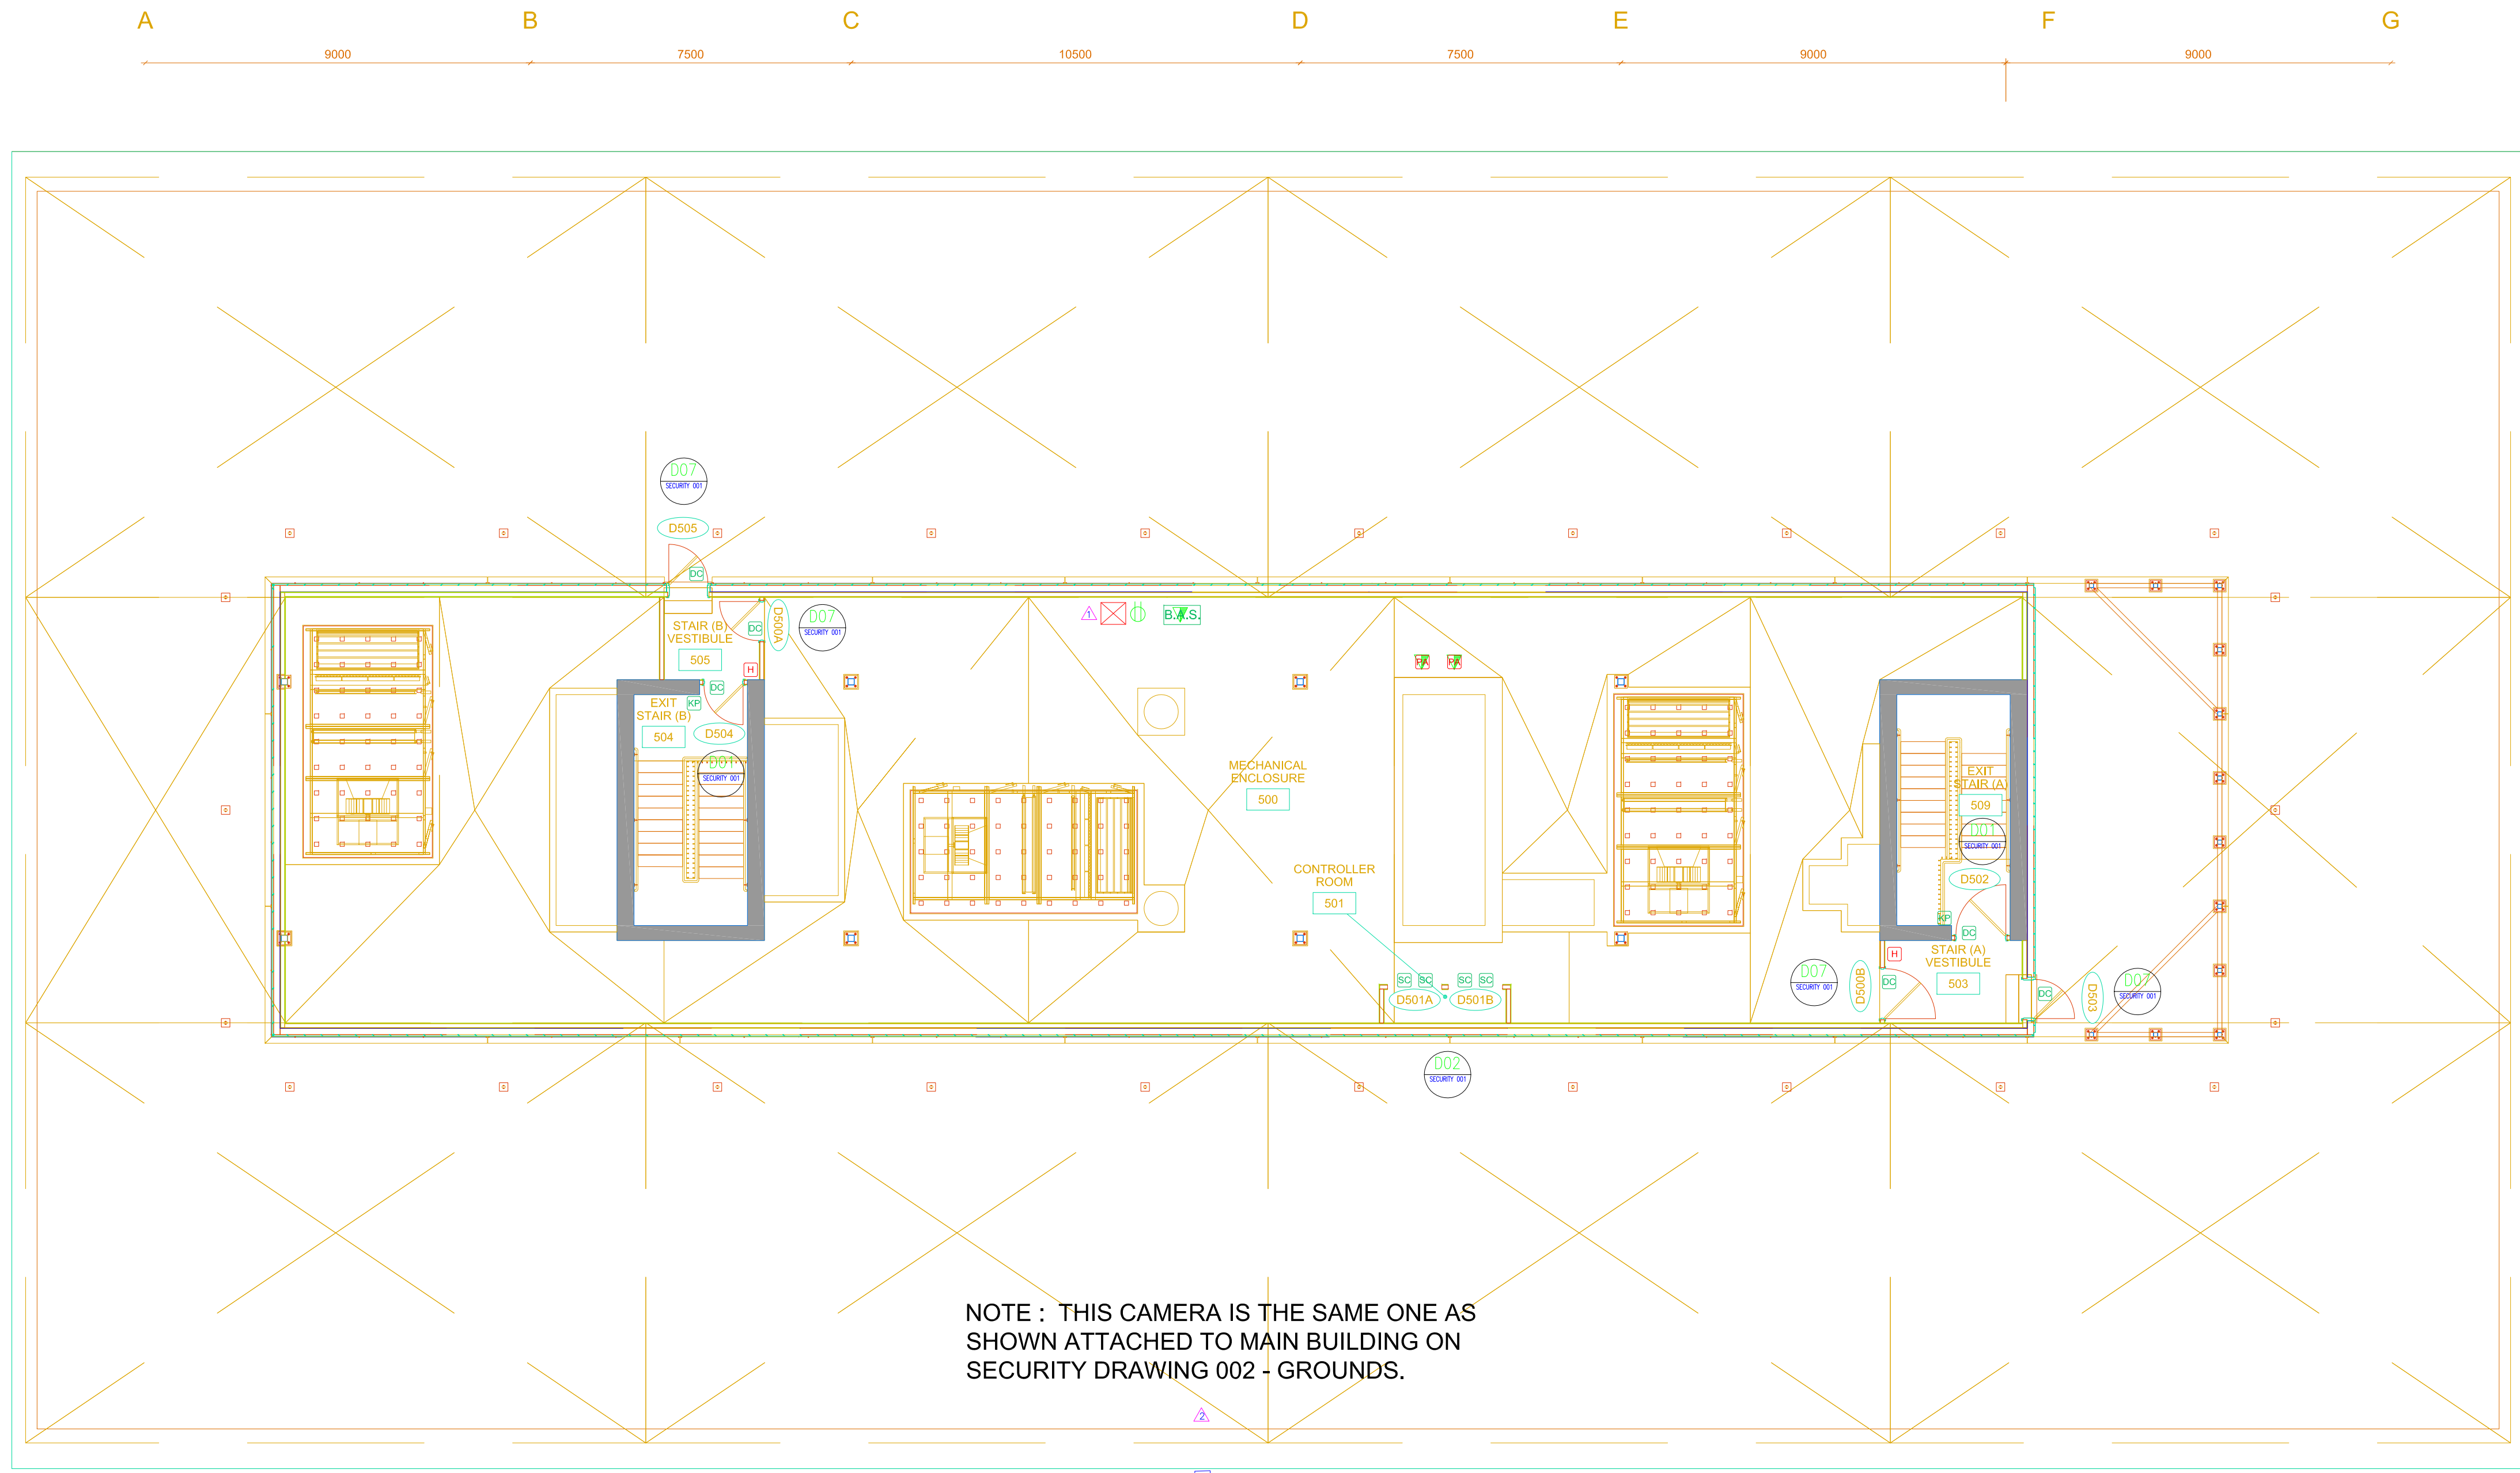 A B C D E F G
9000 7500 10500 7500 9000 9000
D07
SECURITY 001
D505
DC
D500A
D07
SECURITY 001
STAIR (B)
VESTIBULE
505
DC
H
DC
KP
EXIT
STAIR (B)
504
D504
D01
SECURITY 001
1
B.A.S.
PA PA
MECHANICAL
ENCLOSURE
500
CONTROLLER
ROOM
501
SC SC SC SC
D501A D501B
EXIT
STAIR (A)
509
D01
SECURITY 001
D502
KP
DC
H
STAIR (A)
VESTIBULE
503
D07
SECURITY 001
D500B
DC
DC
D503
D07
SECURITY 001
D02
SECURITY 001
NOTE : THIS CAMERA IS THE SAME ONE AS
SHOWN ATTACHED TO MAIN BUILDING ON
SECURITY DRAWING 002 - GROUNDS.
2